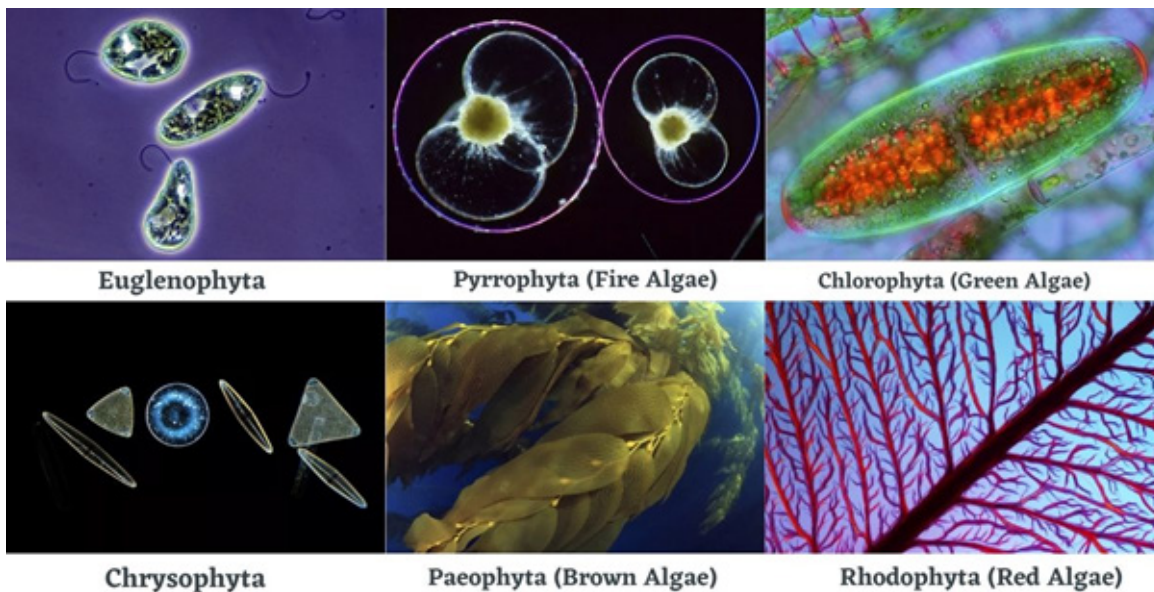 Euglenophyta
Pyrrophyta (Fire Algae)
Chlorophyta (Green Algae)
Chrysophyta
Paeophyta (Brown Algae)
Rhodophyta (Red Algae)